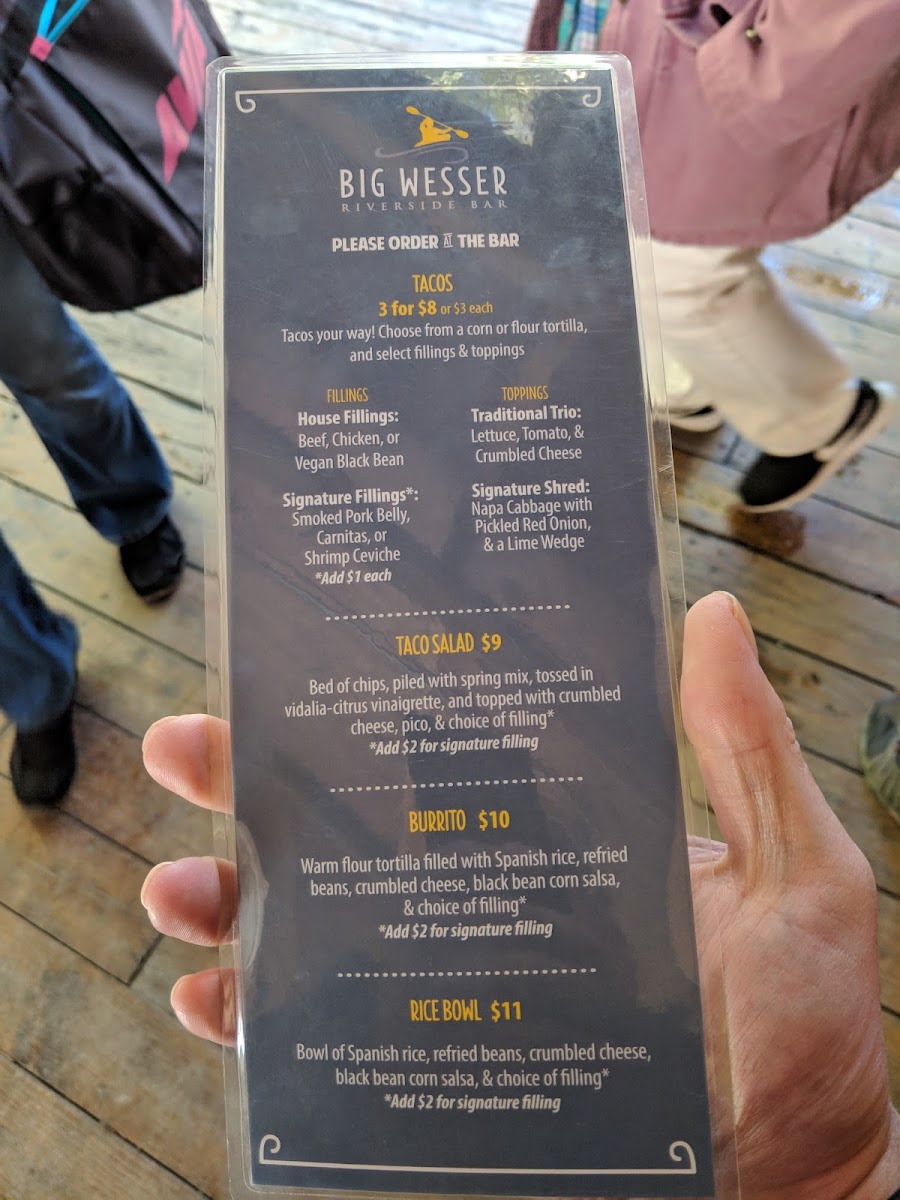 BIG WESSER
RIVERSIDE BAR
PLEASE ORDER AT THE BAR
TACOS
3 for $8 or $3 each
Tacos your way! Choose from a corn or flour tortilla,
and select fillings & toppings
FILLINGS
House Fillings:
Beef, Chicken, or
Vegan Black Bean
Signature Fillings*:
Smoked Pork Belly,
Carnitas, or
Shrimp Ceviche
*Add $1 each
TOPPINGS
Traditional Trio:
Lettuce, Tomato, &
Crumbled Cheese
Signature Shred:
Napa Cabbage with
Pickled Red Onion,
& a Lime Wedge
TACO SALAD $9
Bed of chips, piled with spring mix, tossed in
vidalia-citrus vinaigrette, and topped with crumbled
cheese, pico, & choice of filling*
*Add $2 for signature filling
BURRITO $10
Warm flour tortilla filled with Spanish rice, refried
beans, crumbled cheese, black bean corn salsa,
& choice of filling*
*Add $2 for signature filling
RICE BOWL $11
Bowl of Spanish rice, refried beans, crumbled cheese,
black bean corn salsa, & choice of filling*
*Add $2 for signature filling